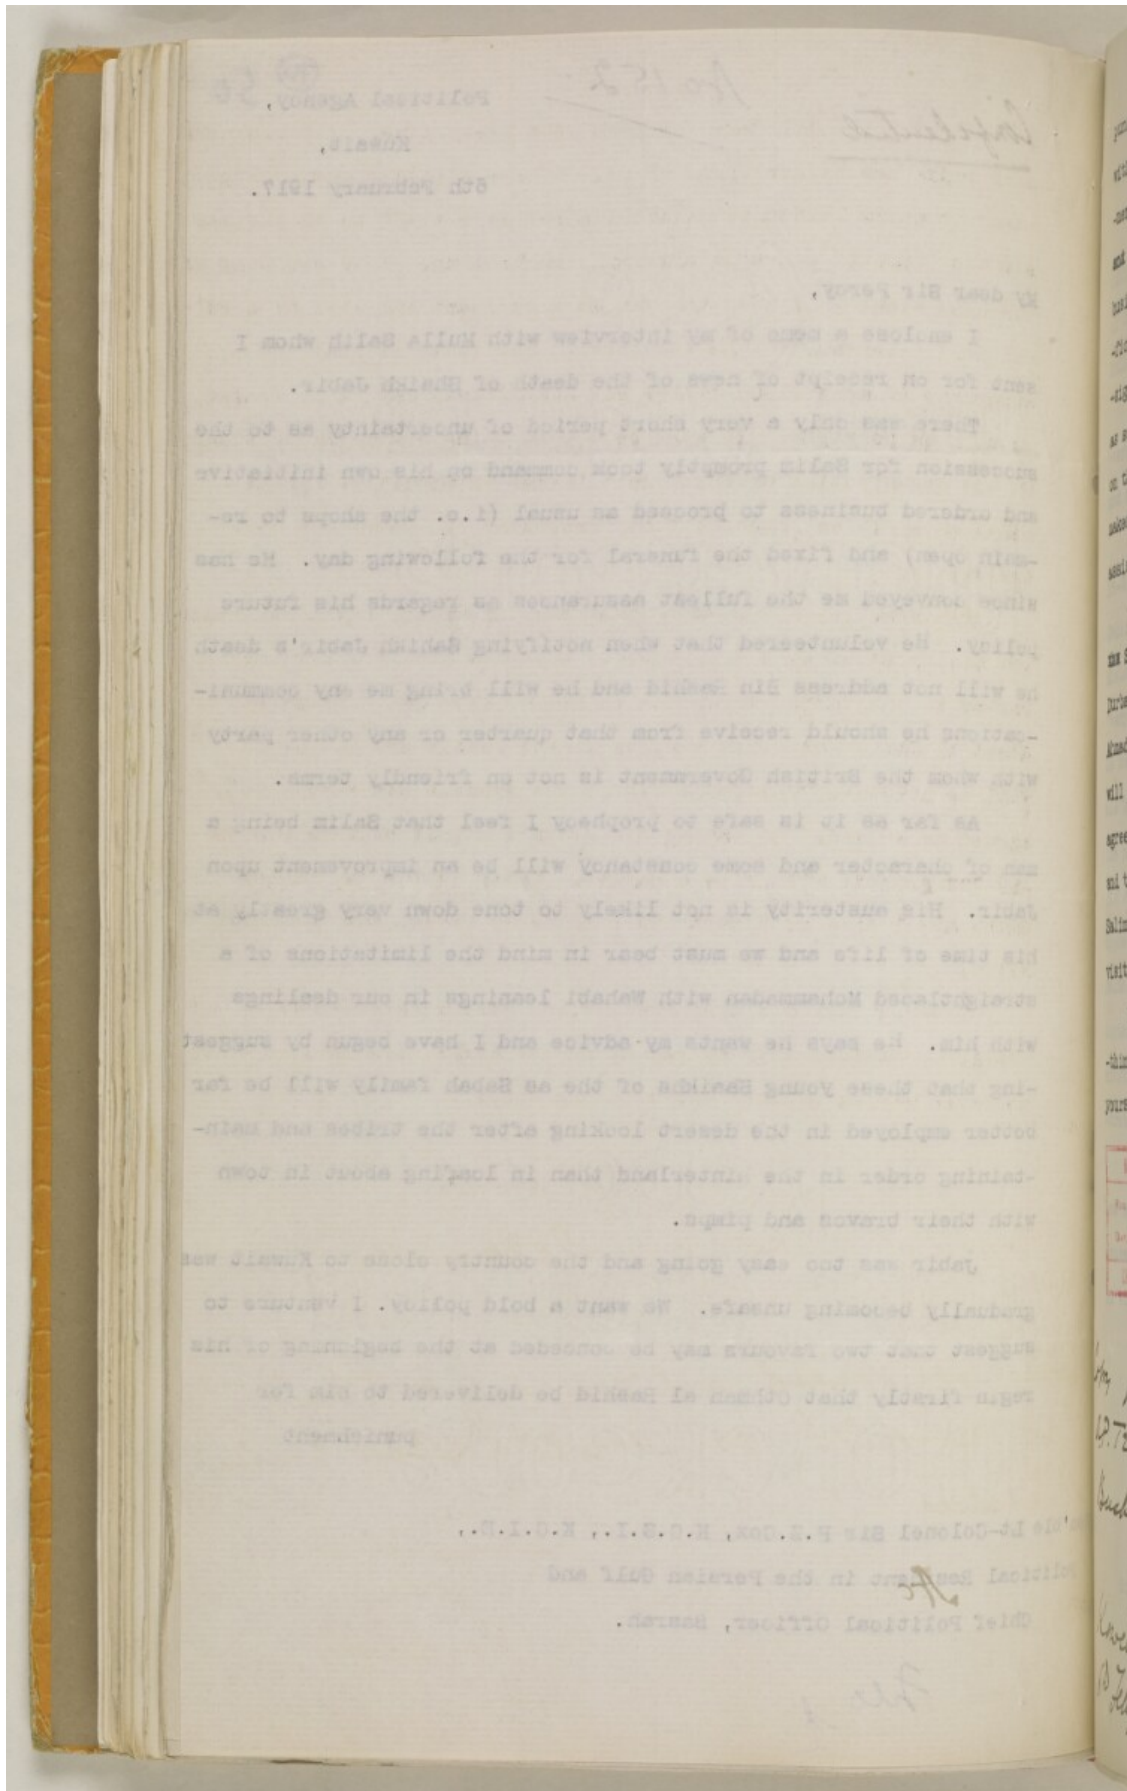 Confidential
No 152
Political Agency,
Kuwait,
6th February 1917.
My dear Sir Percy,
I enclose a memo of my interview with Mulla Salih whom I
sent for on receipt of news of the death of Shaikh Jabir.
There was only a very short period of uncertainty as to the
succession for Salim promptly took command on his own initiative
and ordered business to proceed as usual (i.e. the shops to re-
-main open) and fixed the funeral for the following day. He has
since conveyed me the fullest assurances as regards his future
policy. He volunteered that when notifying Sahikh Jabir's death
he will not address Bin Rashid and he will bring me any communi-
-cations he should receive from that quarter or any other party
with whom the British Government is not on friendly terms.
As far as it is safe to prophecy I feel that Salim being a
man of character and some constancy will be an improvement upon
Jabir. His austerity is not likely to tone down very greatly at
his time of life and we must bear in mind the limitations of a
straightlaced Mohammadan with Wahabi leanings in our dealings
with him. He says he wants my advice and I have begun by suggest
-ing that these young Shaikhs of the as Sabah family will be far
better employed in the desert looking after the tribes and main-
-taining order in the hinterland than in loafing about in town
with their bravos and pimps.
Jabir was too easy going and the country close to Kuwait was
gradually becoming unsafe. We want a bold policy. I venture to
suggest that two favours may be conceded at the beginning of his
regin firstly that Othman al Rashid be delivered to him for
punishment
'ble Lt-Colonel Sir P.Z.Cox, K.C.S.I., K.C.I.E.,
Political Resident in the Persian Gulf and
Chief Political Officer, Basrah.